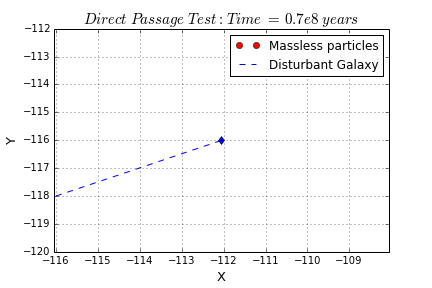 Direct Passage Test : Time = 0.7e8 years
−112
−113
−114
−115
−116
−117
−118
−119
−120
Y
Massless particles
Disturbant Galaxy
−116 −115 −114 −113 −112 −111 −110 −109
X